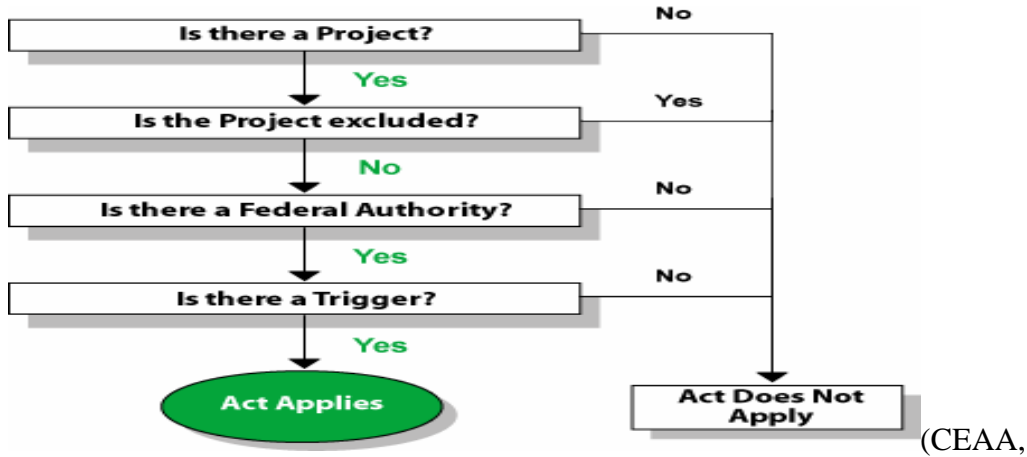 No
Is there a Project?
Yes
Yes
Is the Project excluded?
No
No
Is there a Federal Authority?
Yes
No
Is there a Trigger?
Yes
Act Applies
Act Does Not
Apply
(CEAA,